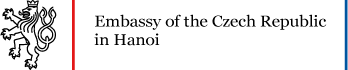 Embassy of the Czech Republic
in Hanoi